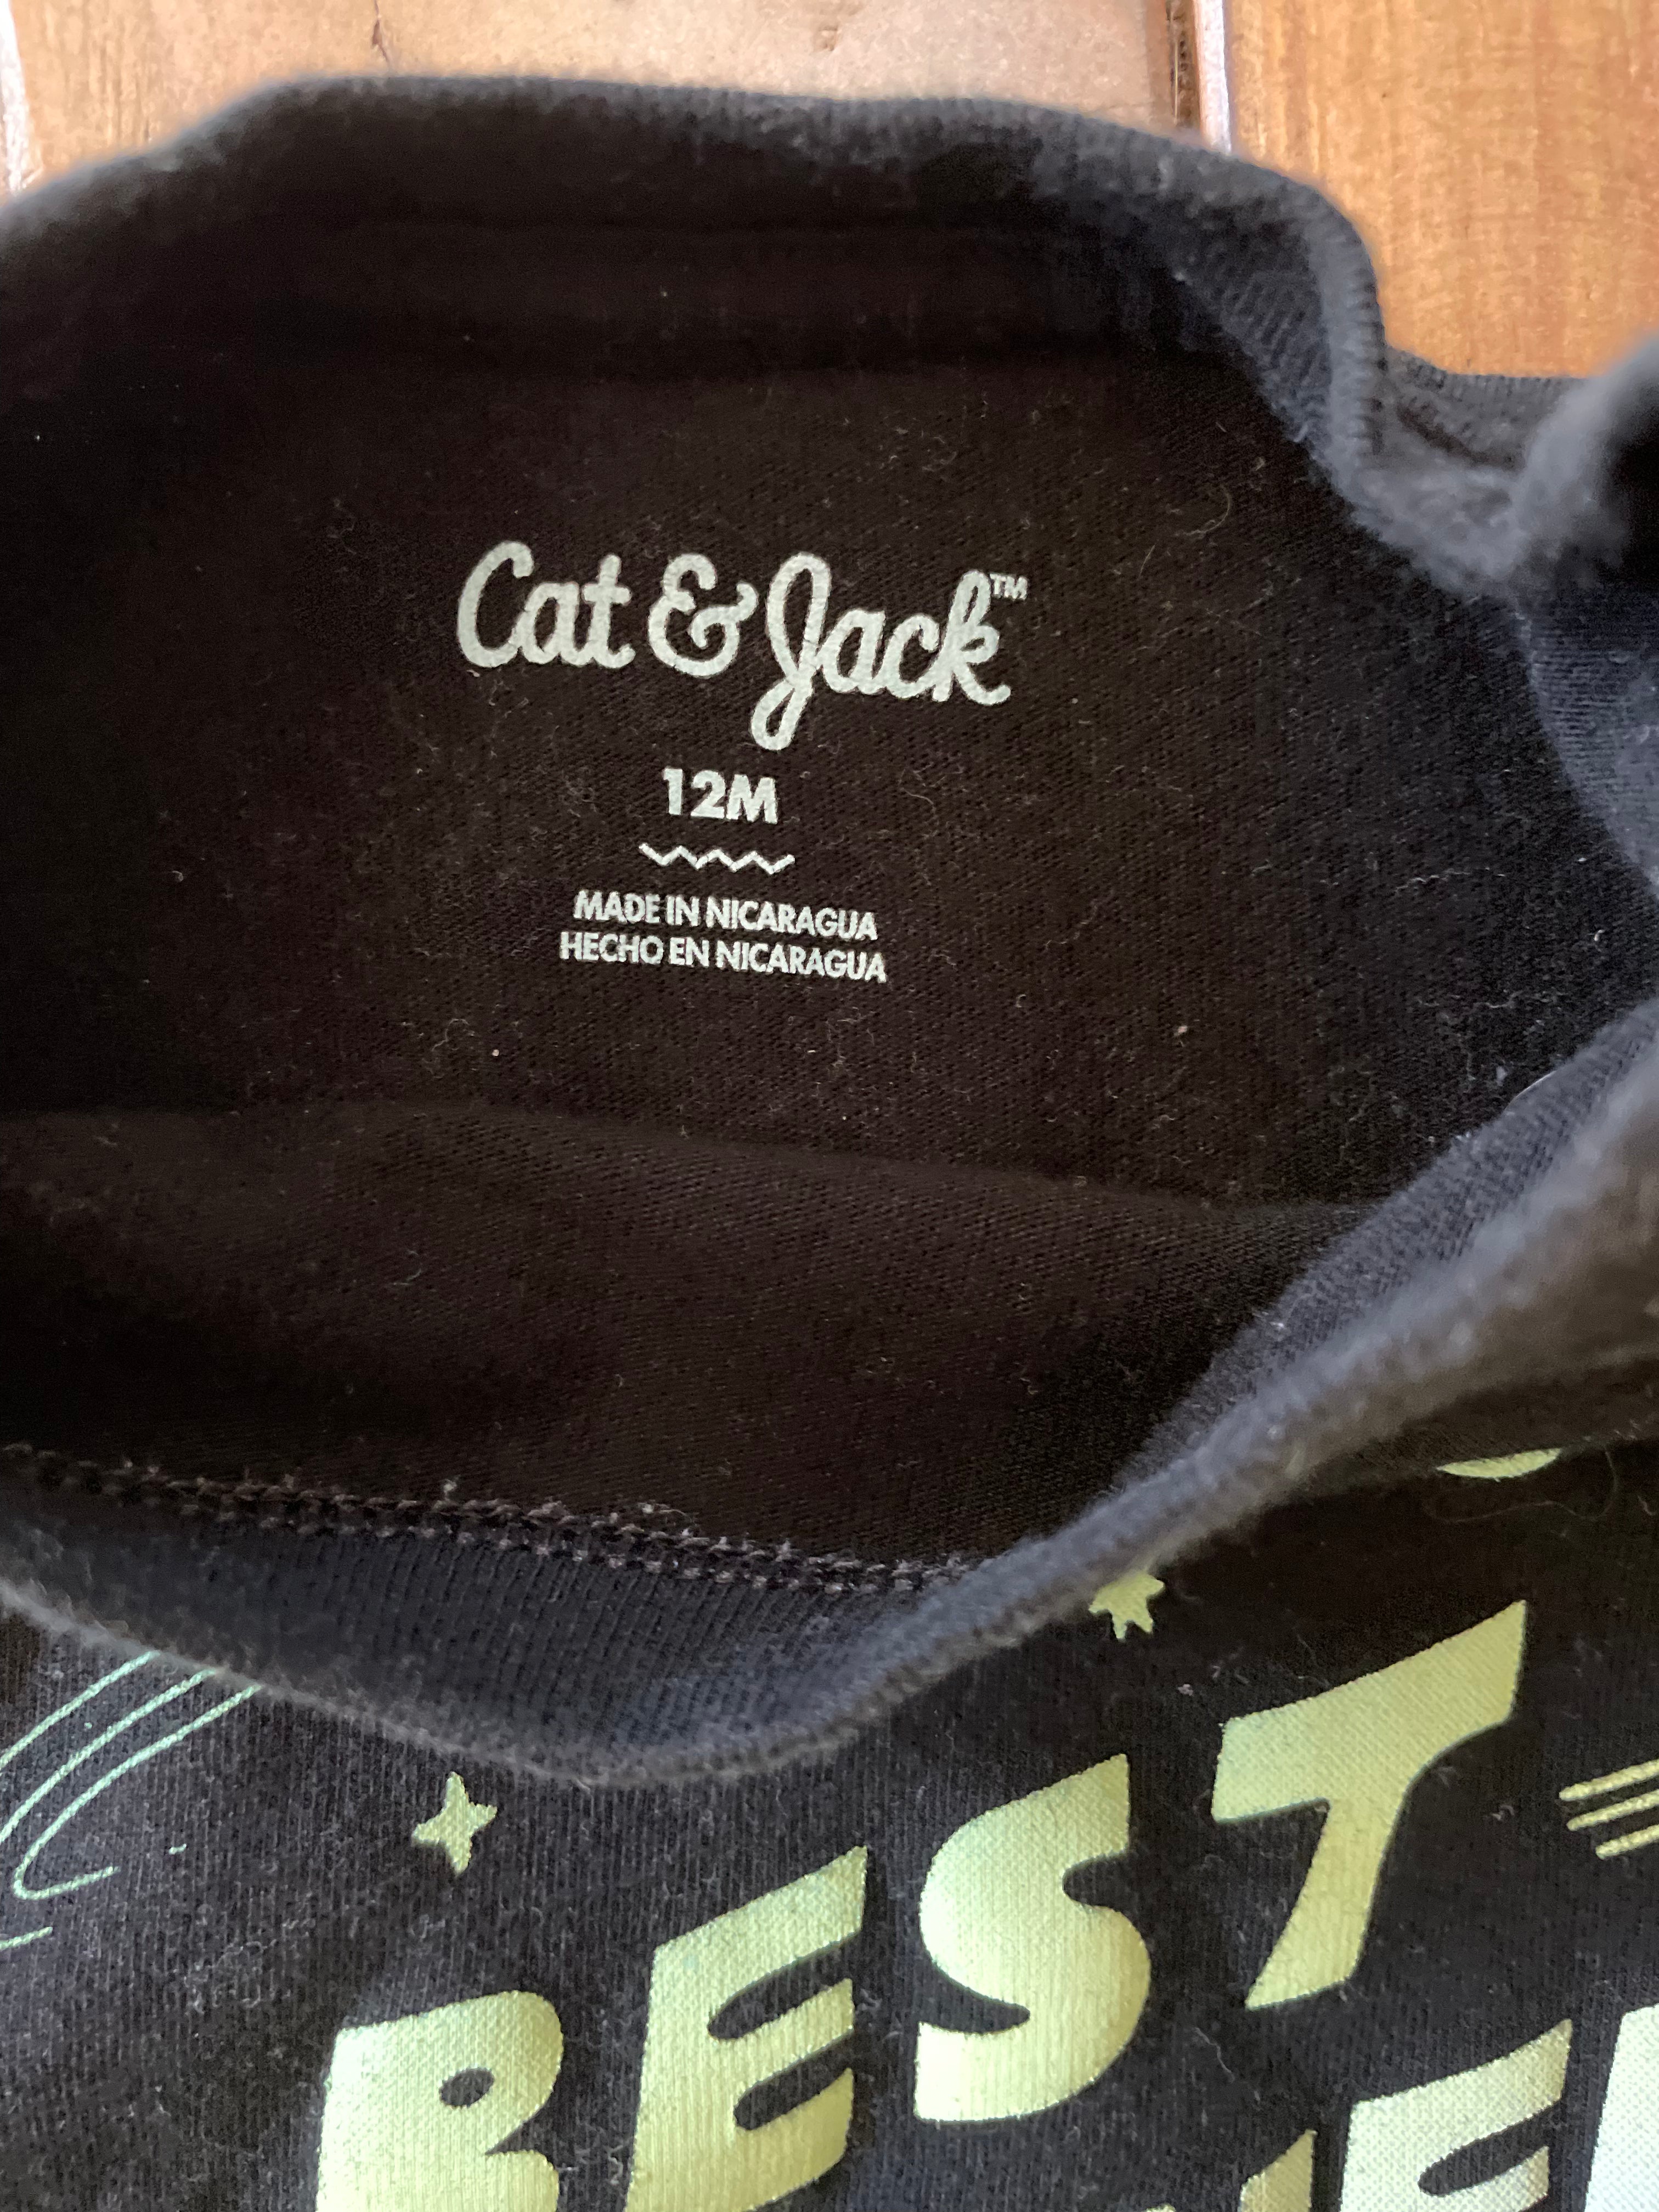 Cat & Jack™
12M
MADE IN NICARAGUA
HECHO EN NICARAGUA
BEST